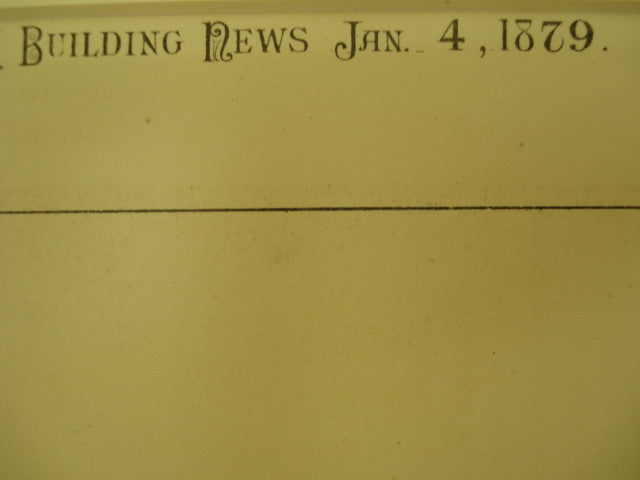 Building News Jan. 4, 1879.